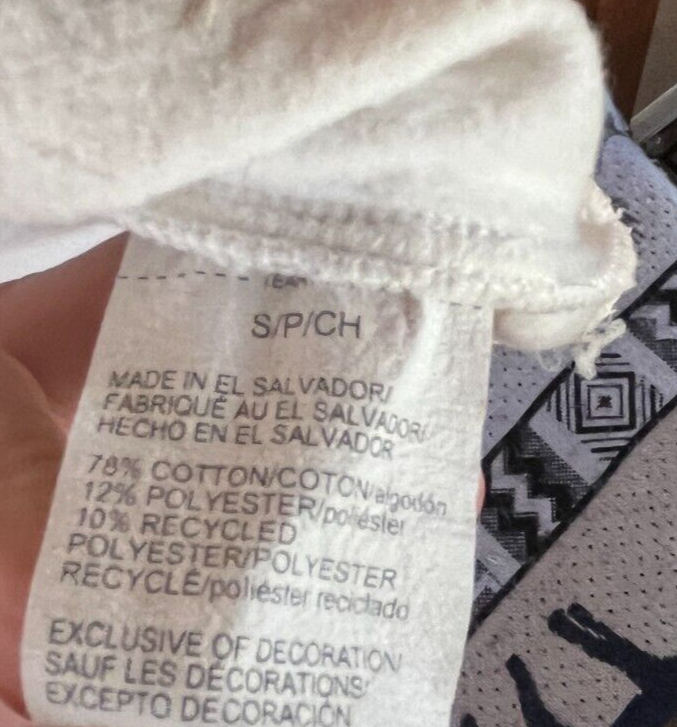 S/P/CH
MADE IN EL SALVADOR/
FABRIQUÉ AU EL SALVADOR/
HECHO EN EL SALVADOR
78% COTTON/COTON/algodón
12% POLYESTER/poliéster
10% RECYCLED
POLYESTER/POLYESTER
RECYCLÉ/poliéster reciclado
EXCLUSIVE OF DECORATION/
SAUF LES DÉCORATIONS/
EXCEPTO DECORACIÓN